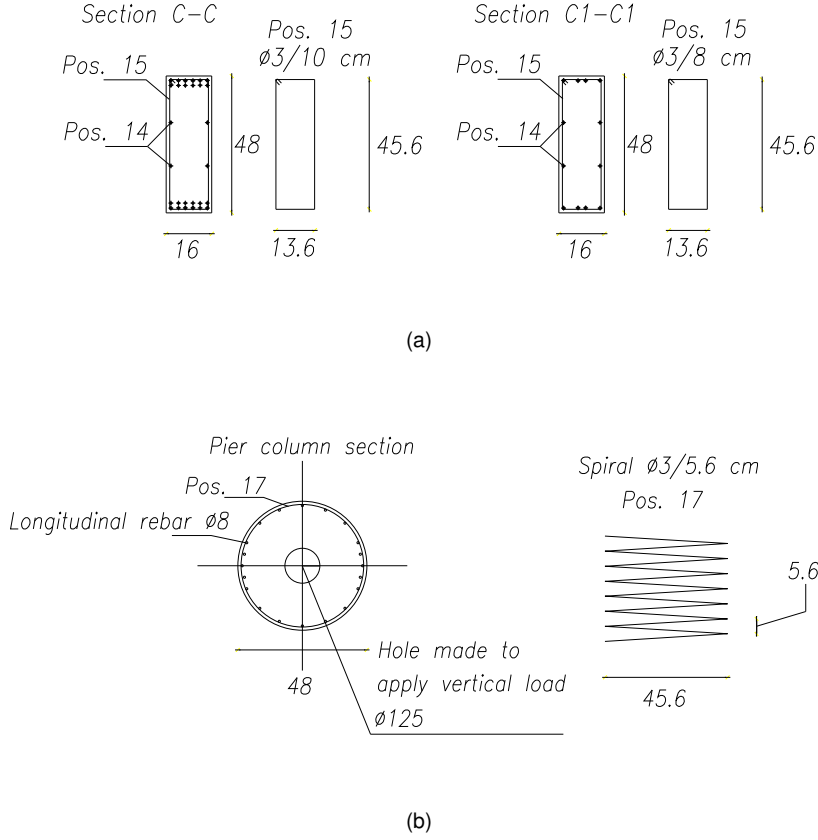 Section C-C
Pos. 15
ø3/10 cm
Pos. 15
Pos. 14
48
45.6
16
13.6
Section C1-C1
Pos. 15
ø3/8 cm
Pos. 15
Pos. 14
48
45.6
16
13.6
(a)
Pier column section
Pos. 17
Longitudinal rebar ø8
48
Hole made to
apply vertical load
ø125
Spiral ø3/5.6 cm
Pos. 17
5.6
45.6
(b)